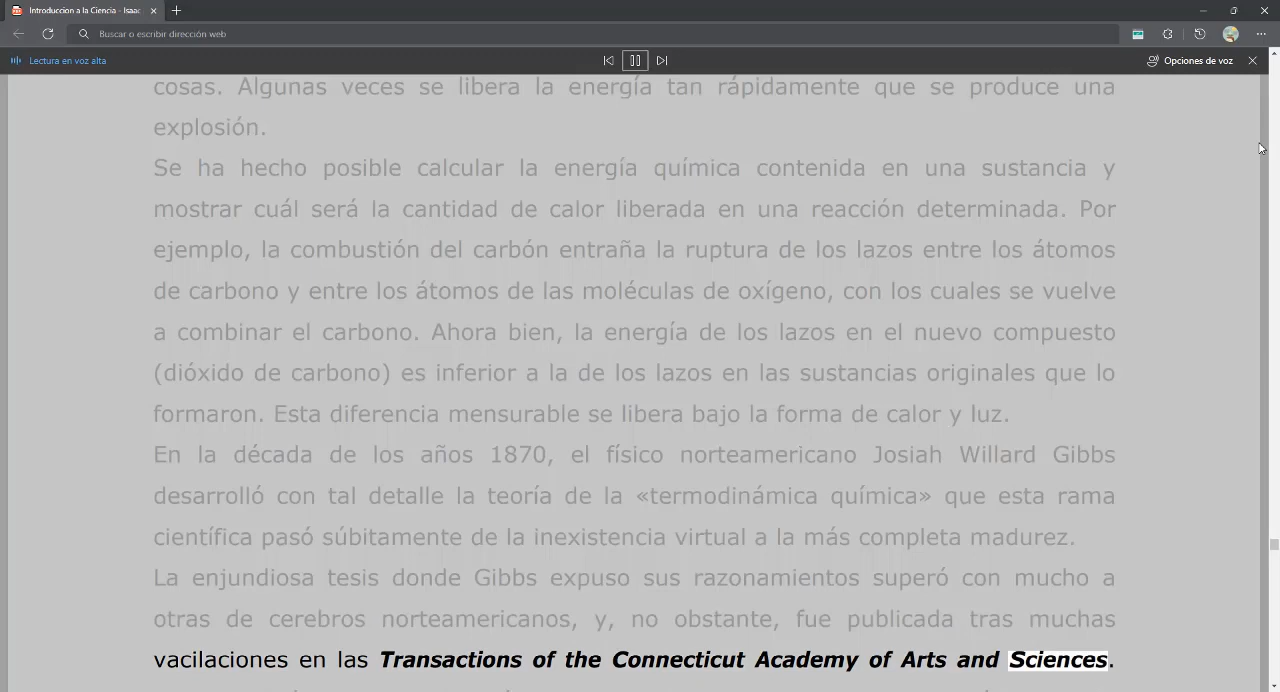 Introduccion a la Ciencia - Isaac
Buscar o escribir dirección web
Lectura en voz alta
Opciones de voz
cosas. Algunas veces se libera la energía tan rápidamente que se produce una
explosión.
Se ha hecho posible calcular la energía química contenida en una sustancia y
mostrar cuál será la cantidad de calor liberada en una reacción determinada. Por
ejemplo, la combustión del carbón entraña la ruptura de los lazos entre los átomos
de carbono y entre los átomos de las moléculas de oxígeno, con los cuales se vuelve
a combinar el carbono. Ahora bien, la energía de los lazos en el nuevo compuesto
(dióxido de carbono) es inferior a la de los lazos en las sustancias originales que lo
formaron. Esta diferencia mensurable se libera bajo la forma de calor y luz.
En la década de los años 1870, el físico norteamericano Josiah Willard Gibbs
desarrolló con tal detalle la teoría de la «termodinámica química» que esta rama
científica pasó súbitamente de la inexistencia virtual a la más completa madurez.
La enjundiosa tesis donde Gibbs expuso sus razonamientos superó con mucho a
otras de cerebros norteamericanos, y, no obstante, fue publicada tras muchas
vacilaciones en las Transactions of the Connecticut Academy of Arts and Sciences.